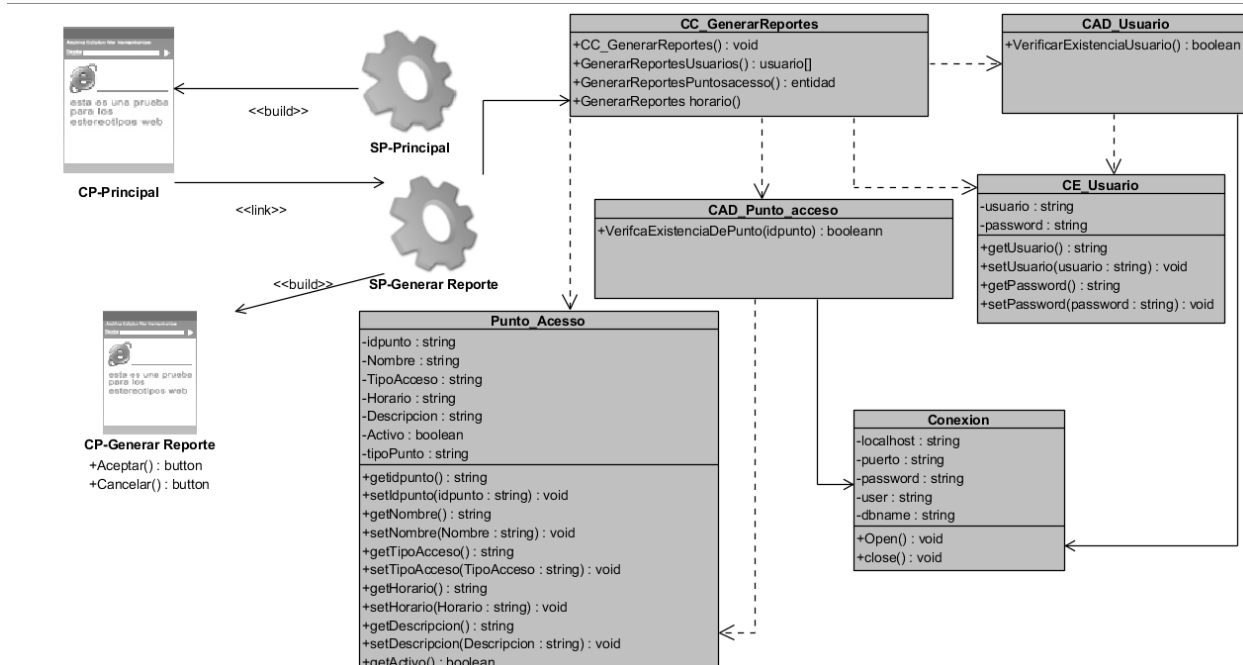 esta es una prueba
para los
estereotipos web
CP-Principal
<<build>>
SP-Principal
<<link>>
SP-Generar Reporte
<<build>>
esta es una prueba
para los
estereotipos web
CP-Generar Reporte
+Aceptar() : button
+Cancelar() : button
CC_GenerarReportes
+CC_GenerarReportes() : void
+GenerarReportesUsuarios() : usuario[]
+GenerarReportesPuntosacesso() : entidad
+GenerarReportes horario()
CAD_Usuario
+VerificarExistenciaUsuario() : boolean
CAD_Punto_acceso
+VerifcaExistenciaDePunto(idpunto) : booleann
CE_Usuario
-usuario : string
-password : string
+getUsuario() : string
+setUsuario(usuario : string) : void
+getPassword() : string
+setPassword(password : string) : void
Punto_Acesso
-idpunto : string
-Nombre : string
-TipoAcceso : string
-Horario : string
-Descripcion : string
-Activo : boolean
-tipoPunto : string
+getidpunto() : string
+setIdpunto(idpunto : string) : void
+getNombre() : string
+setNombre(Nombre : string) : void
+getTipoAcceso() : string
+setTipoAcceso(TipoAcceso : string) : void
+getHorario() : string
+setHorario(Horario : string) : void
+getDescripcion() : string
+setDescripcion(Descripcion : string) : void
+getActivo() : boolean
Conexion
-localhost : string
-puerto : string
-password : string
-user : string
-dbname : string
+Open() : void
+close() : void